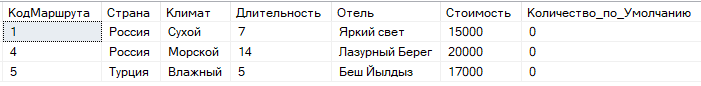 КодМаршрута Страна Климат Длительность Отель Стоимость Количество_по_Умолчанию
1 Россия Сухой 7 Яркий свет 15000 0
4 Россия Морской 14 Лазурный Берег 20000 0
5 Турция Влажный 5 Беш Йылдыз 17000 0